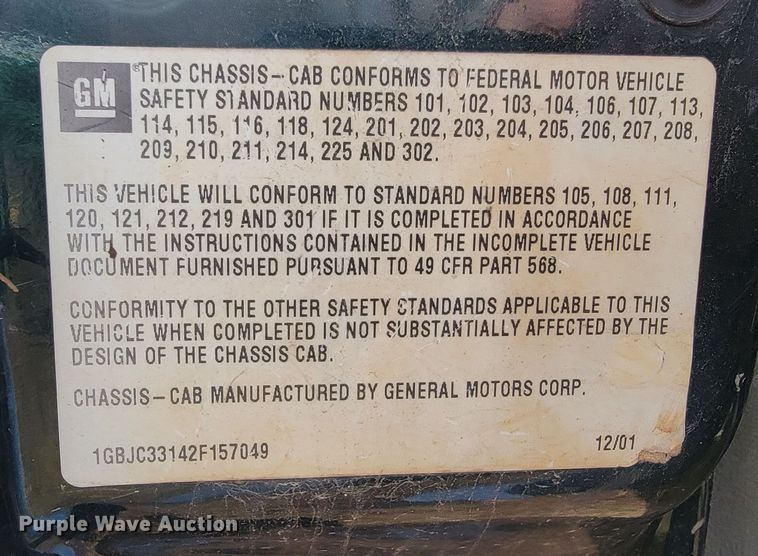 GM
®THIS CHASSIS-CAB CONFORMS TO FEDERAL MOTOR VEHICLE
SAFETY STANDARD NUMBERS 101, 102, 103, 104, 106, 107, 113,
114, 115, 116, 118, 124, 201, 202, 203, 204, 205, 206, 207, 208,
209, 210, 211, 214, 225 AND 302.
THIS VEHICLE WILL CONFORM TO STANDARD NUMBERS 105, 108, 111,
120, 121, 212, 219 AND 301 IF IT IS COMPLETED IN ACCORDANCE
WITH THE INSTRUCTIONS CONTAINED IN THE INCOMPLETE VEHICLE
DOCUMENT FURNISHED PURSUANT TO 49 CFR PART 568.
CONFORMITY TO THE OTHER SAFETY STANDARDS APPLICABLE TO THIS
VEHICLE WHEN COMPLETED IS NOT SUBSTANTIALLY AFFECTED BY THE
DESIGN OF THE CHASSIS CAB.
CHASSIS-CAB MANUFACTURED BY GENERAL MOTORS CORP.
1GBJC33142F157049 12/01
Purple Wave Auction